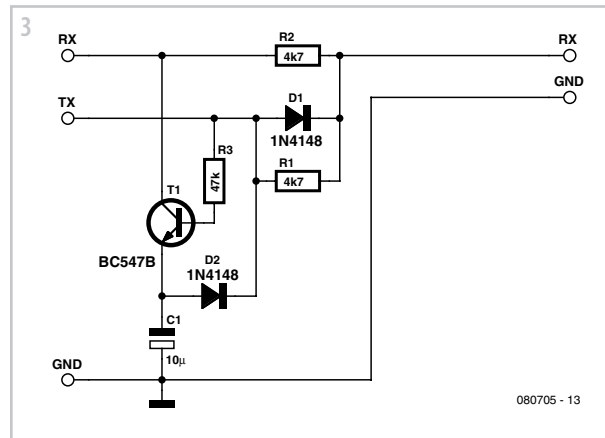 3
RX
R2
4k7
RX
GND
TX
D1
1N4148
R3
47k
R1
4k7
T1
BC547B
D2
1N4148
C1
10μ
GND
080705 - 13